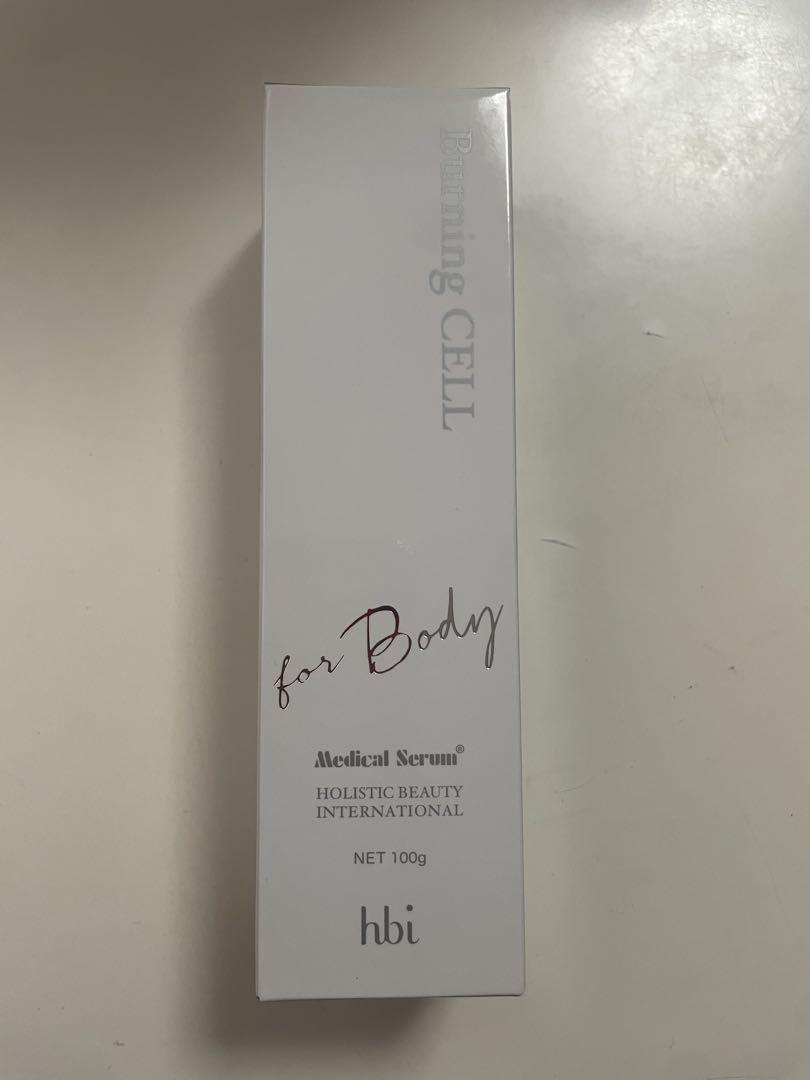 Burning CELL
for Body
Medical Serum®
HOLISTIC BEAUTY
INTERNATIONAL
NET 100g
hbi